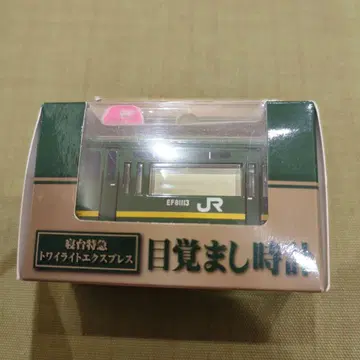 EF81113
JR
寝台特急
トワイライトエクスプレス
目覚まし時計